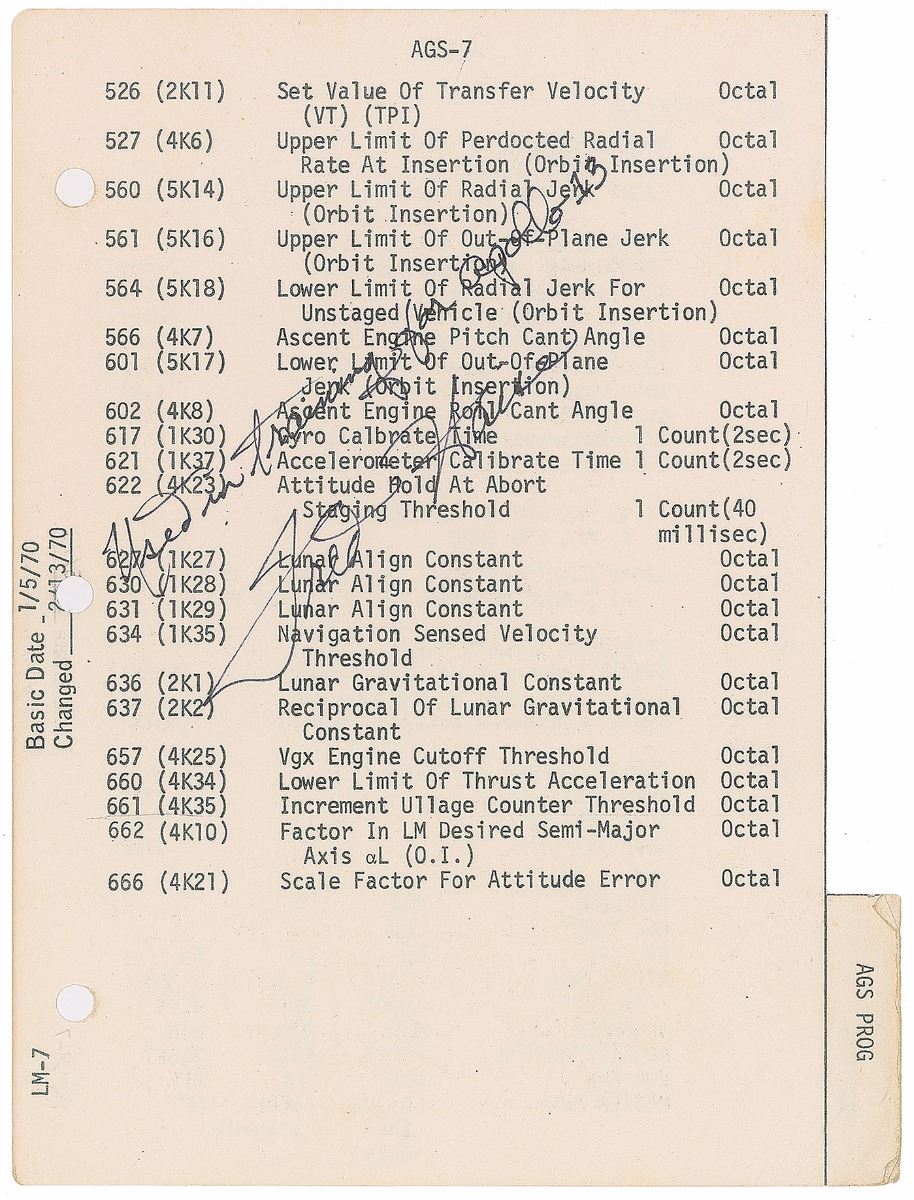 AGS-7
526 (2K11) Set Value Of Transfer Velocity Octal
(VT) (TPI)
527 (4K6) Upper Limit Of Perdocted Radial Octal
Rate At Insertion (Orbit Insertion)
560 (5K14) Upper Limit Of Radial Jerk Octal
(Orbit Insertion)
561 (5K16) Upper Limit Of Out-of-Plane Jerk Octal
(Orbit Insertion)
564 (5K18) Lower Limit Of Radial Jerk For Octal
Unstaged Vehicle (Orbit Insertion)
566 (4K7) Ascent Engine Pitch Cant Angle Octal
601 (5K17) Lower Limit Of Out-Of-Plane Octal
Jerk (Orbit Insertion)
602 (4K8) Ascent Engine Roll Cant Angle Octal
617 (1K30) Gyro Calbrate Time 1 Count(2sec)
621 (1K37) Accelerometer Calibrate Time 1 Count(2sec)
622 (4K23) Attitude Hold At Abort
Staging Threshold 1 Count(40
millisec)
627 (1K27) Lunar Align Constant Octal
630 (1K28) Lunar Align Constant Octal
631 (1K29) Lunar Align Constant Octal
634 (1K35) Navigation Sensed Velocity Octal
Threshold
636 (2K1) Lunar Gravitational Constant Octal
637 (2K2) Reciprocal Of Lunar Gravitational Octal
Constant
657 (4K25) Vgx Engine Cutoff Threshold Octal
660 (4K34) Lower Limit Of Thrust Acceleration Octal
661 (4K35) Increment Ullage Counter Threshold Octal
662 (4K10) Factor In LM Desired Semi-Major Octal
Axis αL (O.I.)
666 (4K21) Scale Factor For Attitude Error Octal
Used in training for Apollo 13
Fred Haise
Basic Date - 1/5/70
Changed /13/70
LM-7
AGS PROG